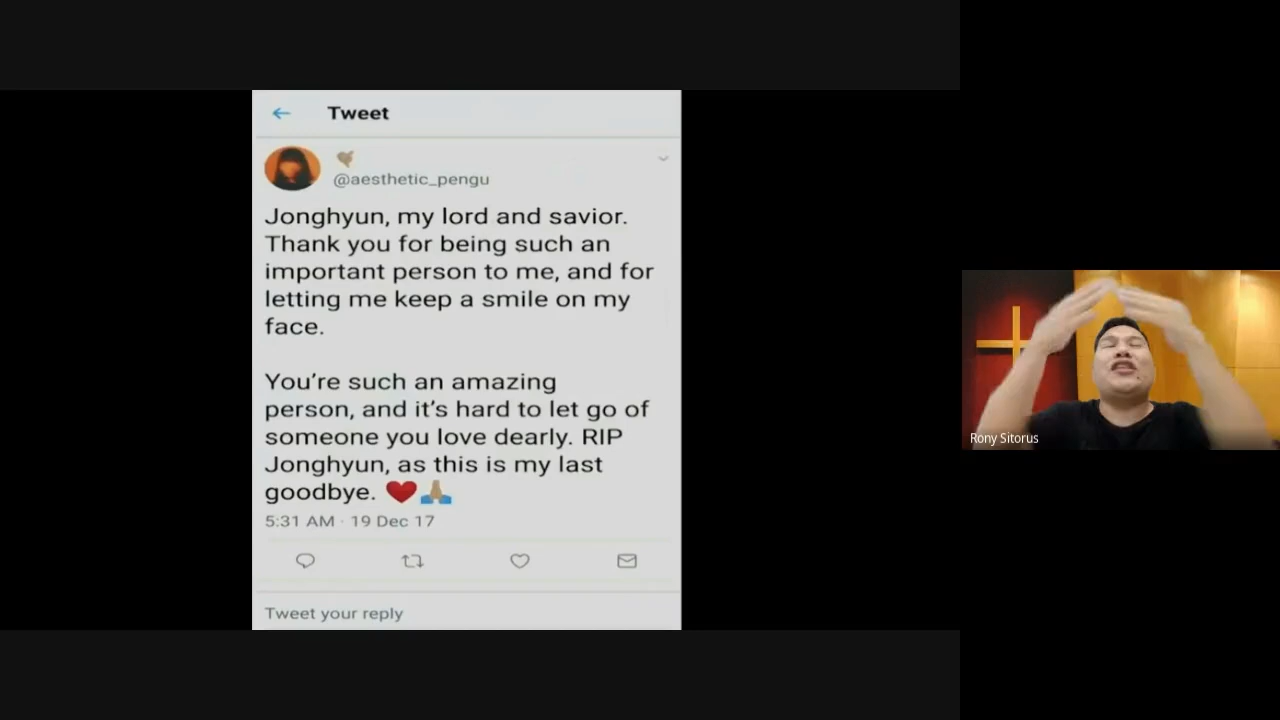 Tweet
@aesthetic_pengu
Jonghyun, my lord and savior.
Thank you for being such an
important person to me, and for
letting me keep a smile on my
face.
You’re such an amazing
person, and it’s hard to let go of
someone you love dearly. RIP
Jonghyun, as this is my last
goodbye. ❤️🙏🏽
5:31 AM · 19 Dec 17
Tweet your reply
Rony Sitorus